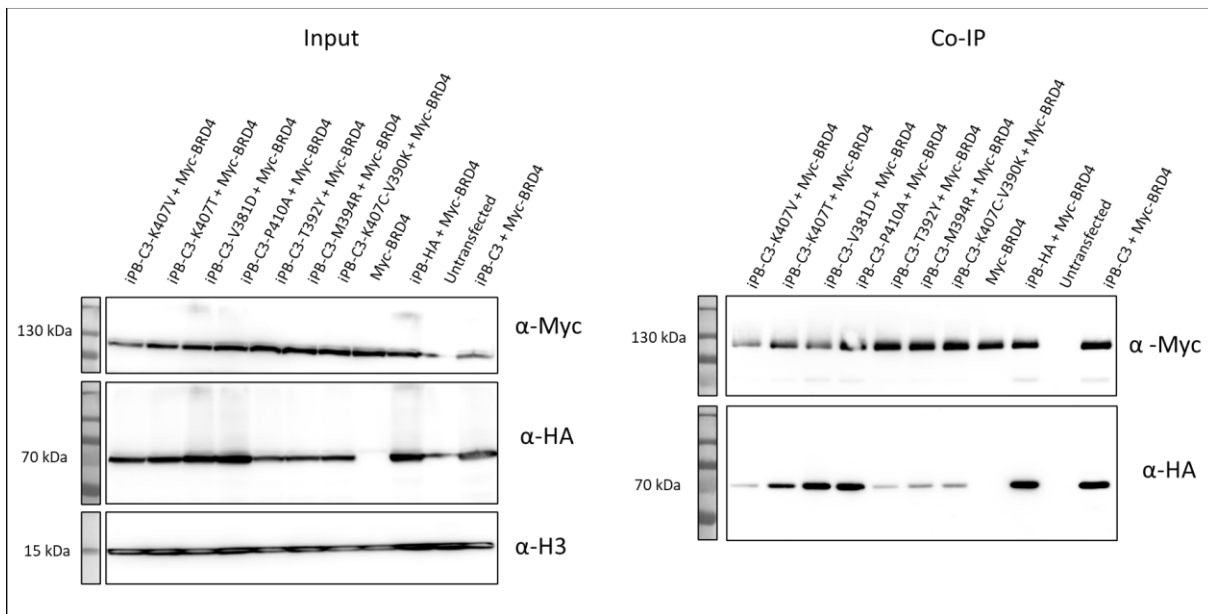 Input
iPB-C3-K407V + Myc-BRD4
iPB-C3-K407T + Myc-BRD4
iPB-C3-V381D + Myc-BRD4
iPB-C3-P410A + Myc-BRD4
iPB-C3-T392Y + Myc-BRD4
iPB-C3-M394R + Myc-BRD4
iPB-C3-K407C-V390K + Myc-BRD4
Myc-BRD4
iPB-HA + Myc-BRD4
Untransfected
iPB-C3 + Myc-BRD4
130 kDa
α-Myc
70 kDa
α-HA
15 kDa
α-H3
Co-IP
iPB-C3-K407V + Myc-BRD4
iPB-C3-K407T + Myc-BRD4
iPB-C3-V381D + Myc-BRD4
iPB-C3-P410A + Myc-BRD4
iPB-C3-T392Y + Myc-BRD4
iPB-C3-M394R + Myc-BRD4
iPB-C3-K407C-V390K + Myc-BRD4
Myc-BRD4
iPB-HA + Myc-BRD4
Untransfected
iPB-C3 + Myc-BRD4
130 kDa
α -Myc
70 kDa
α-HA